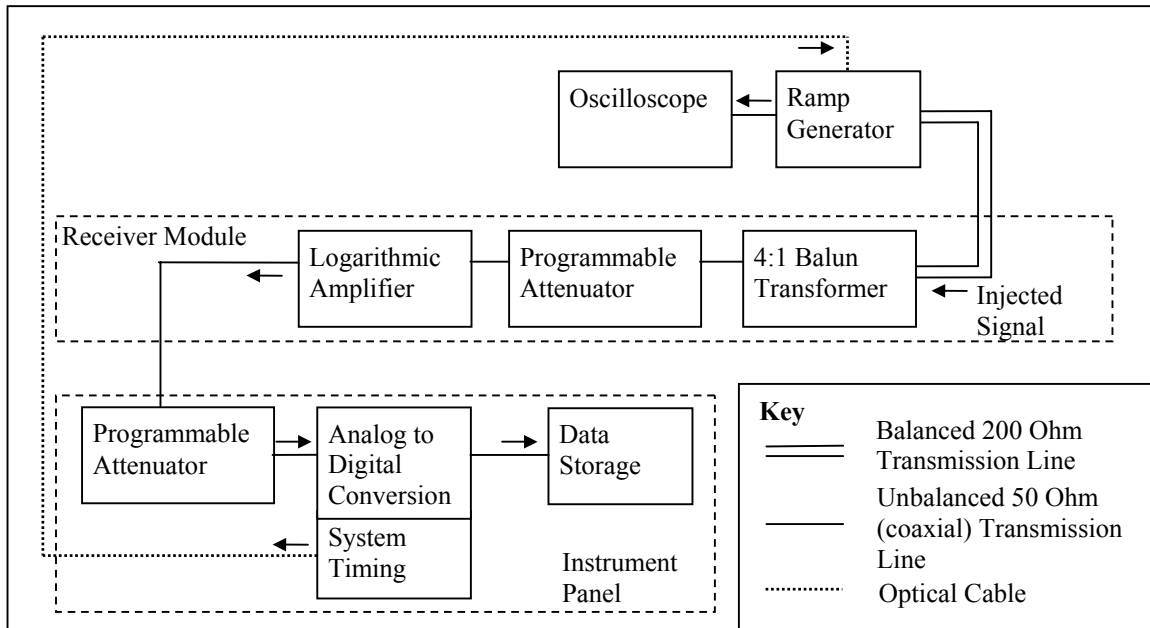 Oscilloscope
Ramp
Generator
Receiver Module
Logarithmic
Amplifier
Programmable
Attenuator
4:1 Balun
Transformer
Injected
Signal
Programmable
Attenuator
Analog to
Digital
Conversion
Data
Storage
System
Timing
Instrument
Panel
Key
Balanced 200 Ohm
Transmission Line
Unbalanced 50 Ohm
(coaxial) Transmission
Line
Optical Cable